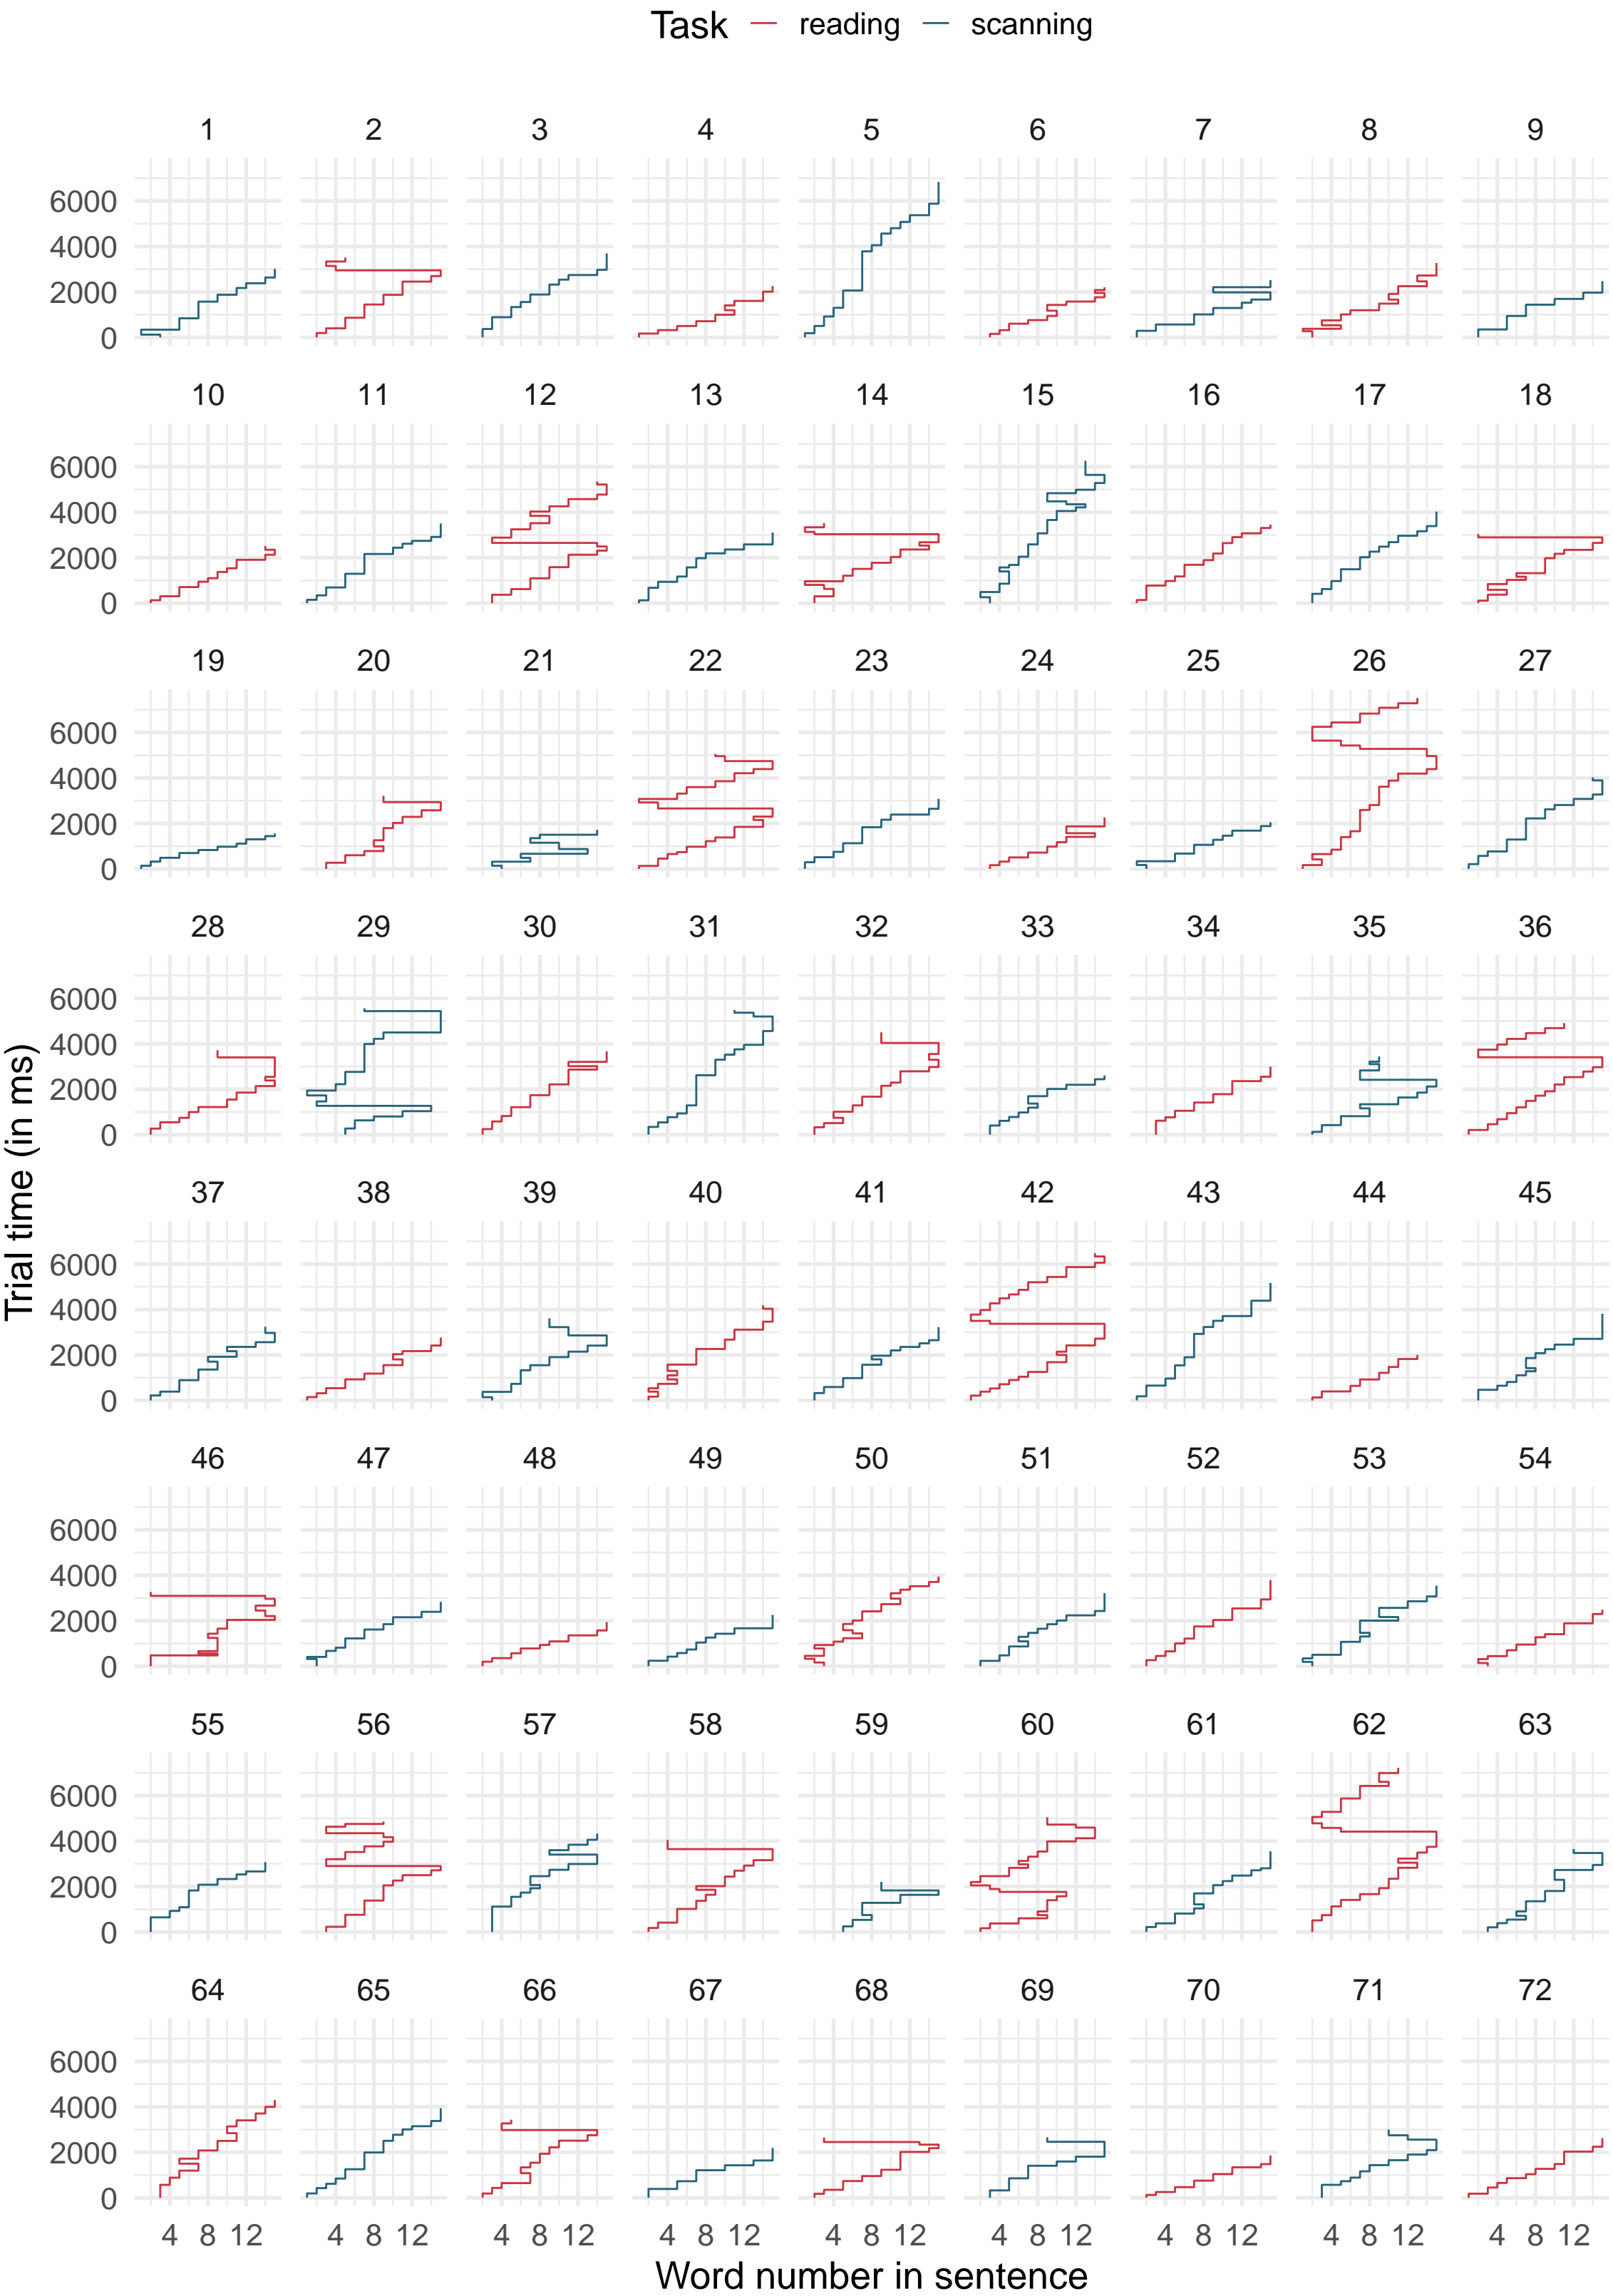 Task reading scanning
1 2 3 4 5 6 7 8 9
6000
4000
2000
0
10 11 12 13 14 15 16 17 18
6000
4000
2000
0
19 20 21 22 23 24 25 26 27
6000
4000
2000
0
28 29 30 31 32 33 34 35 36
6000
4000
2000
0
37 38 39 40 41 42 43 44 45
6000
4000
2000
0
46 47 48 49 50 51 52 53 54
6000
4000
2000
0
55 56 57 58 59 60 61 62 63
6000
4000
2000
0
64 65 66 67 68 69 70 71 72
6000
4000
2000
0
4 8 12 4 8 12 4 8 12 4 8 12 4 8 12 4 8 12 4 8 12 4 8 12 4 8 12
Word number in sentence
Trial time (in ms)